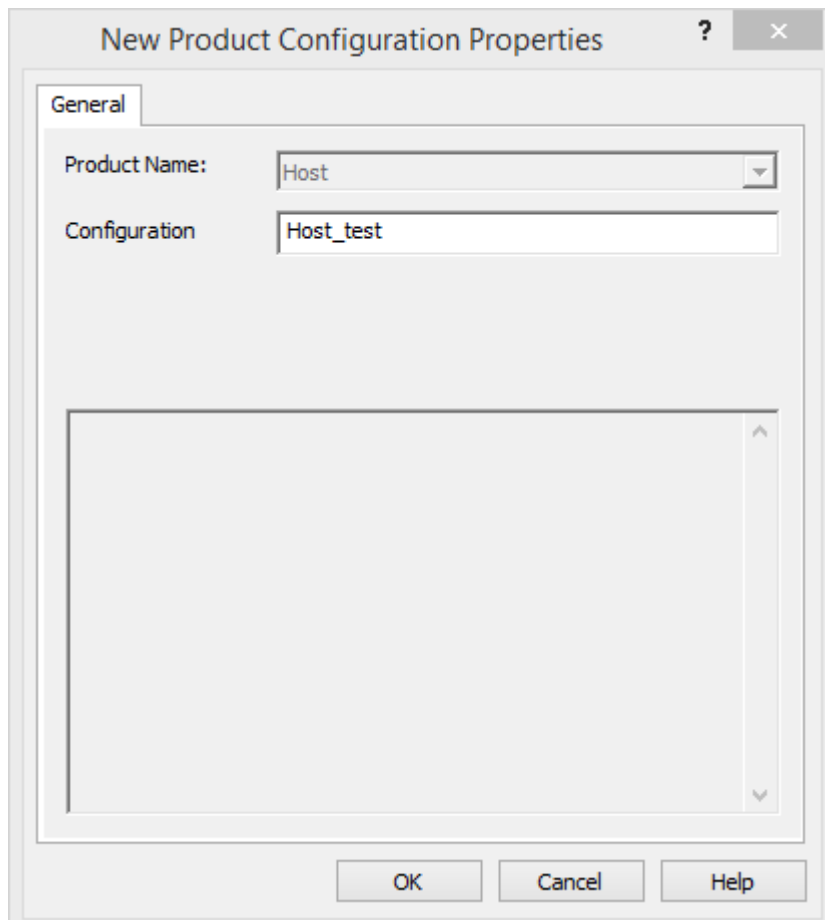 New Product Configuration Properties ? ×
General
Product Name: Host
Configuration Host_test
OK Cancel Help